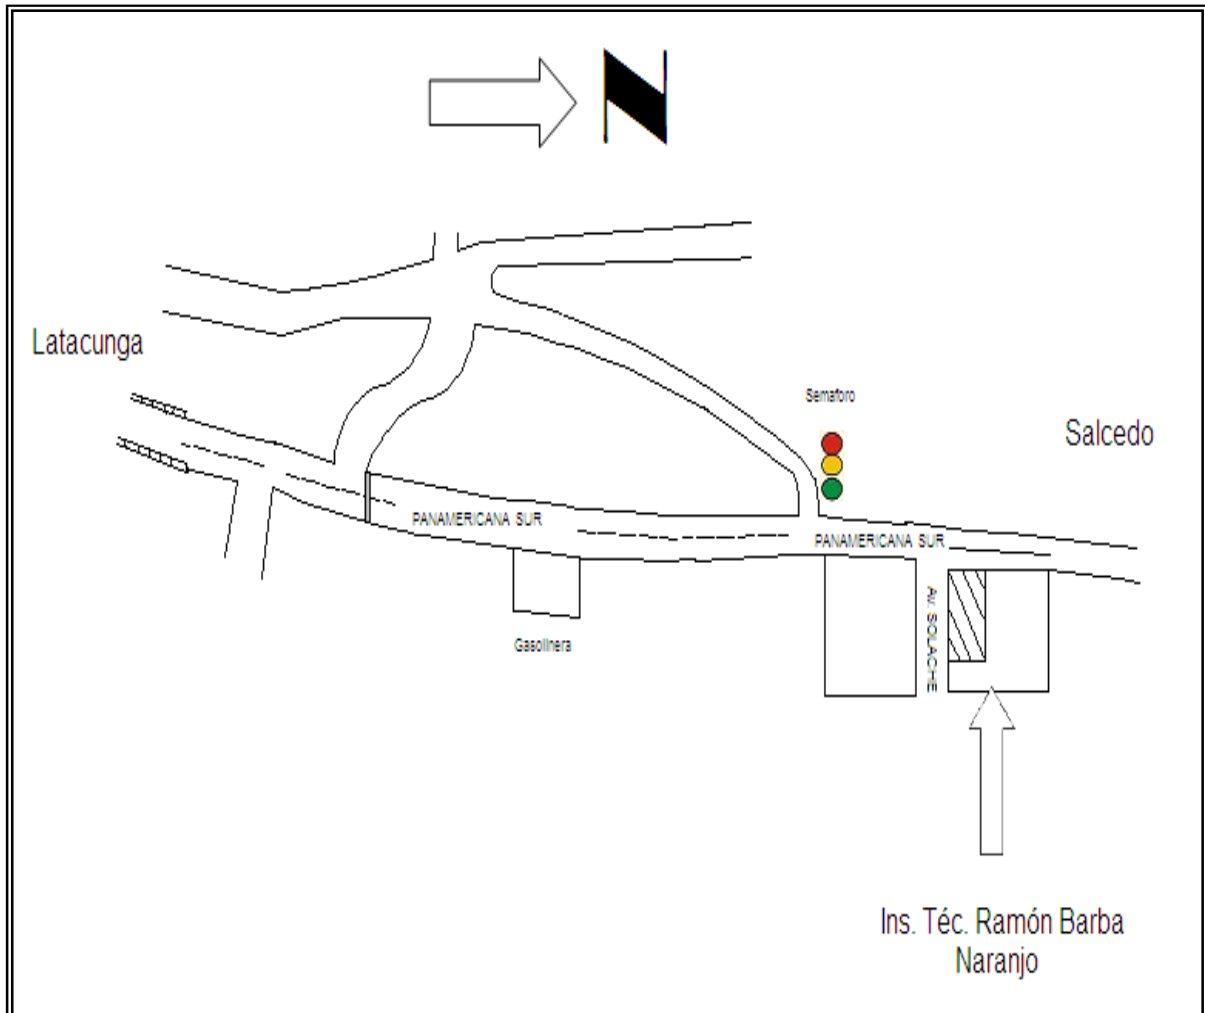 N
Latacunga
Semaforo
Salcedo
PANAMERICANA SUR
PANAMERICANA SUR
Av. SOLACHE
Gasolinera
Ins. Téc. Ramón Barba
Naranjo